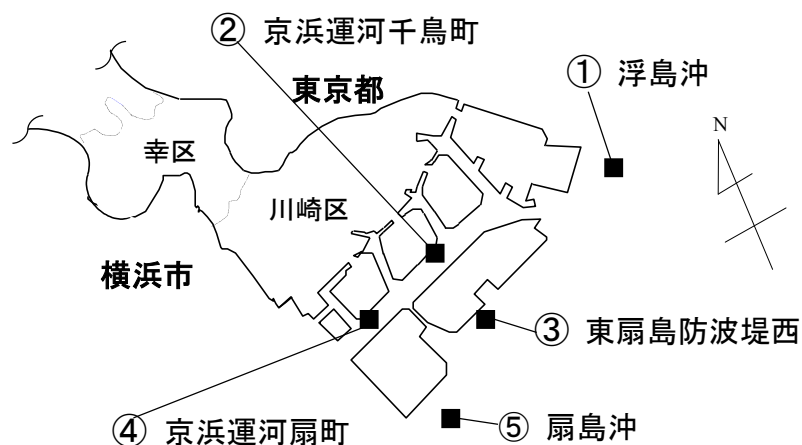 ② 京浜運河千鳥町
① 浮島沖
東京都
N
幸区
川崎区
横浜市
③ 東扇島防波堤西
④ 京浜運河扇町
⑤ 扇島沖